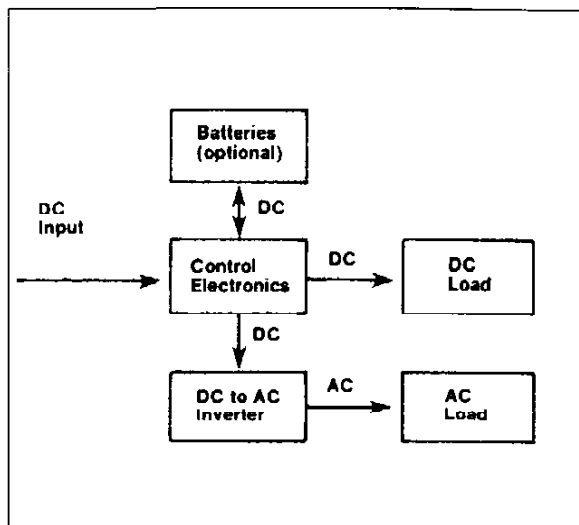 Batteries
(optional)
DC
DC
Input
Control
Electronics
DC
DC
Load
DC
DC to AC
Inverter
AC
AC
Load